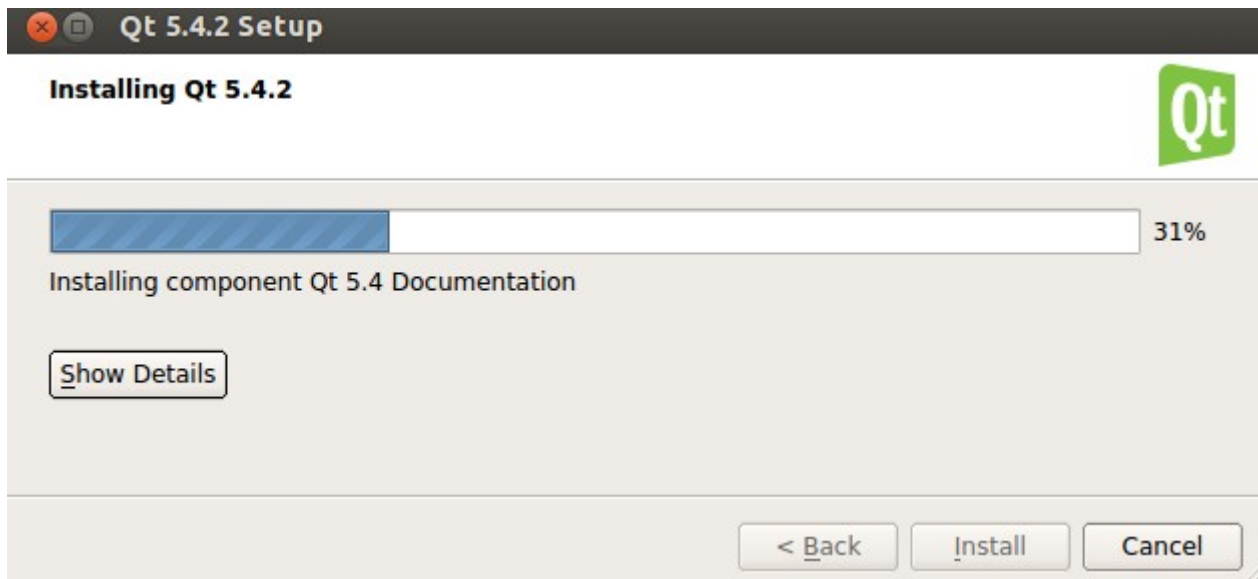 Qt 5.4.2 Setup
Installing Qt 5.4.2
Qt
31%
Installing component Qt 5.4 Documentation
Show Details
< Back
Install
Cancel